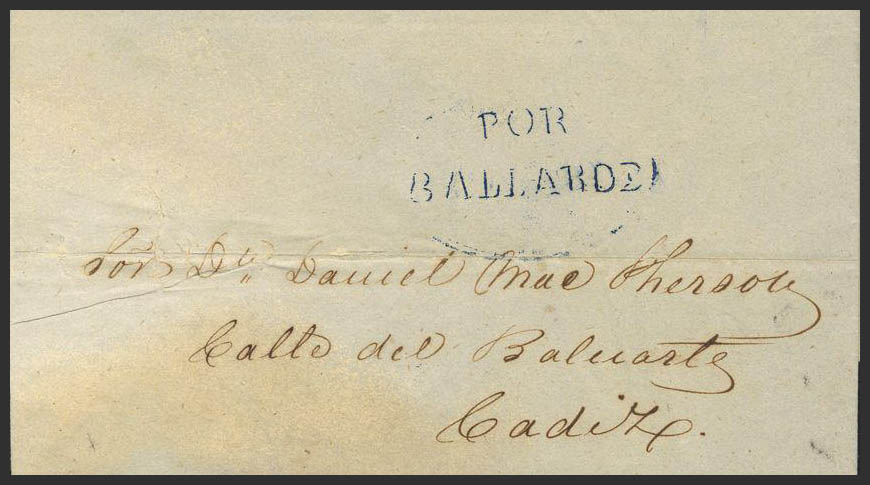 POR
BALLARDE
Sor Dn Daniel Mac Pherson
Calle del Baluarte
Cadiz.